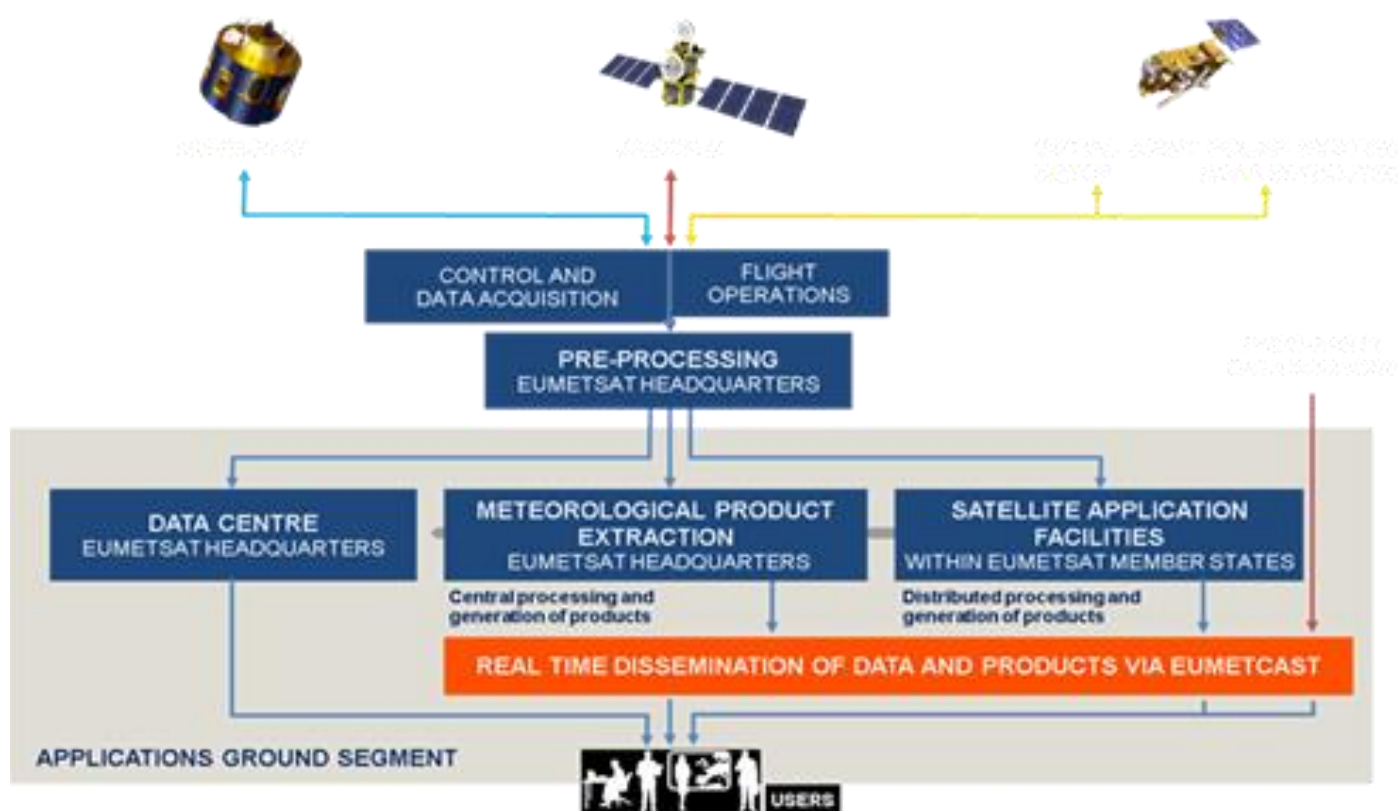 CONTROL AND
DATA ACQUISITION
FLIGHT
OPERATIONS
PRE-PROCESSING
EUMETSAT HEADQUARTERS
DATA CENTRE
EUMETSAT HEADQUARTERS
METEOROLOGICAL PRODUCT
EXTRACTION
EUMETSAT HEADQUARTERS
SATELLITE APPLICATION
FACILITIES
WITHIN EUMETSAT MEMBER STATES
Central processing and
generation of products
Distributed processing and
generation of products
REAL TIME DISSEMINATION OF DATA AND PRODUCTS VIA EUMETCAST
APPLICATIONS GROUND SEGMENT
USERS